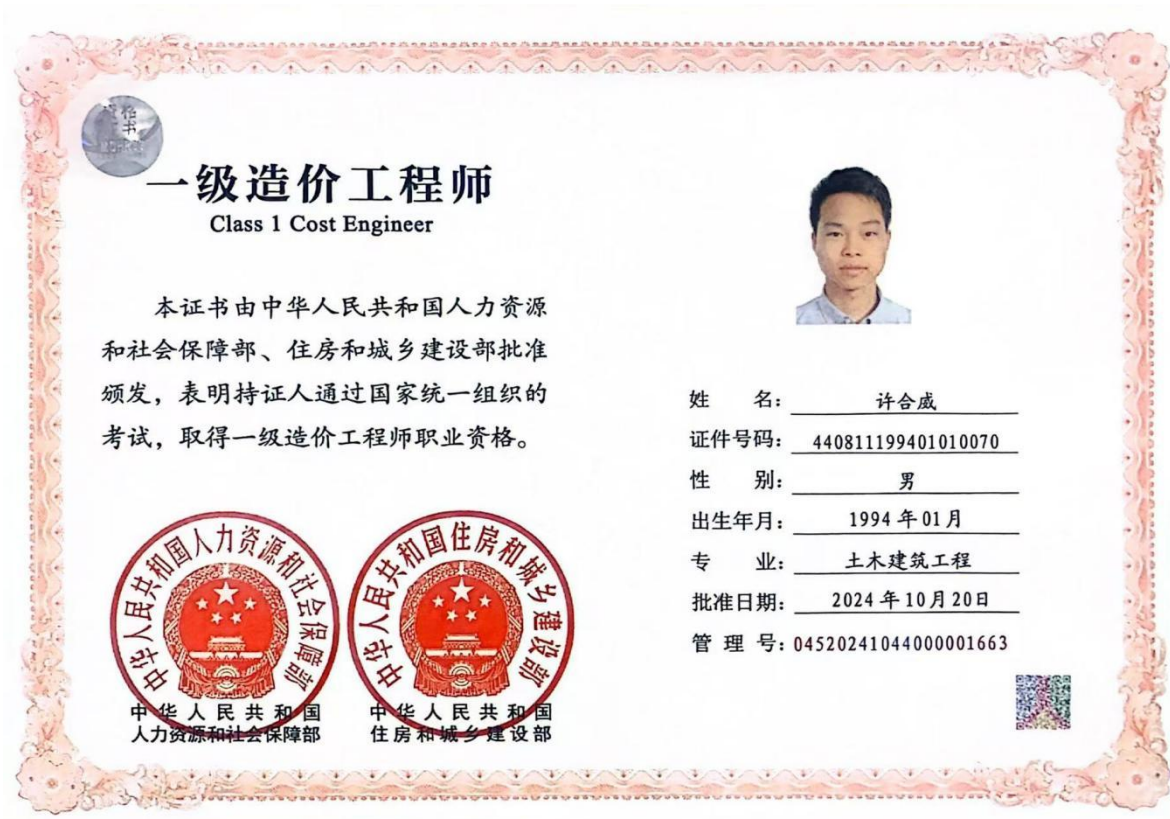 一级造价工程师
Class 1 Cost Engineer
本证书由中华人民共和国人力资源
和社会保障部、住房和城乡建设部批准
颁发，表明持证人通过国家统一组织的
考试，取得一级造价工程师职业资格。
姓 名：许合威
证件号码：440811199401010070
性 别：男
出生年月：1994年01月
专 业：土木建筑工程
批准日期：2024年10月20日
管 理 号：04520241044000001663
中华人民共和国人力资源和社会保障部
中华人民共和国住房和城乡建设部
中华人民共和国
人力资源和社会保障部
中华人民共和国
住房和城乡建设部